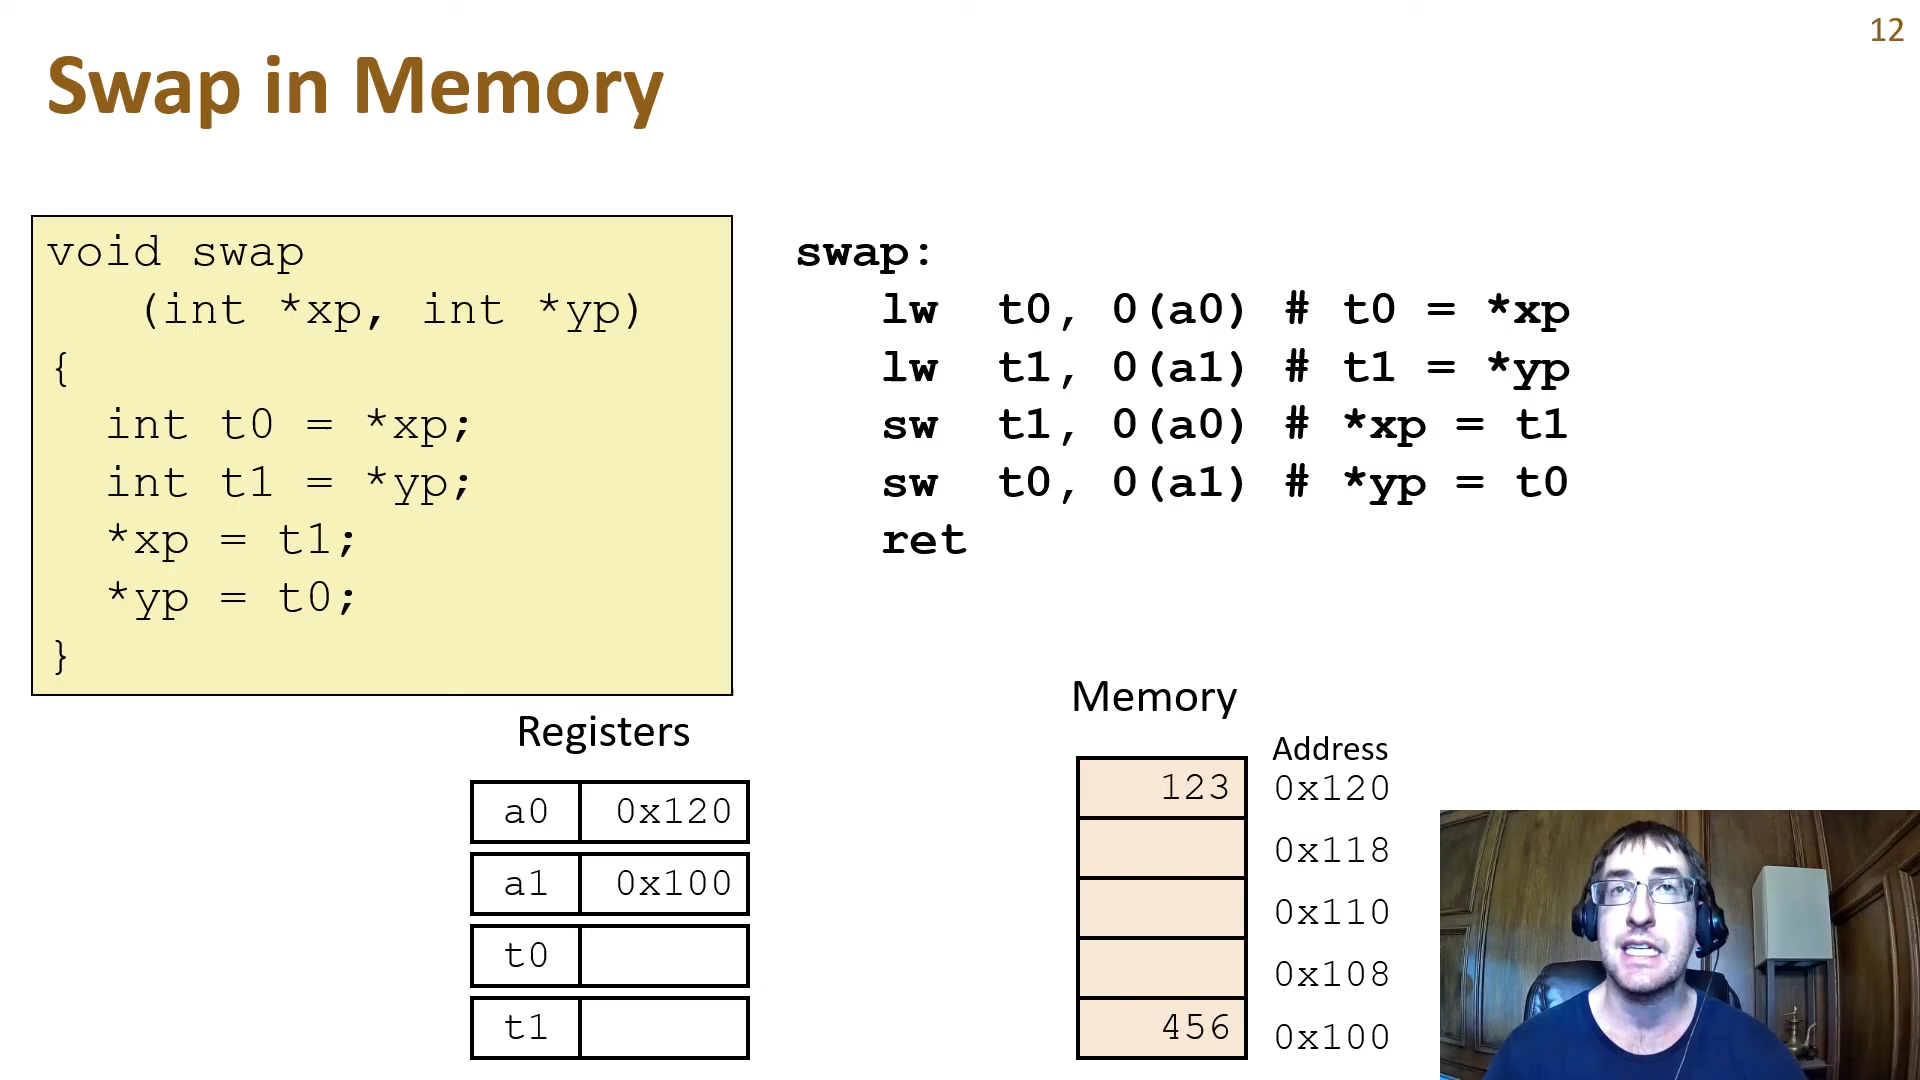 12
Swap in Memory
void swap
(int *xp, int *yp)
{
int t0 = *xp;
int t1 = *yp;
*xp = t1;
*yp = t0;
}
swap:
lw t0, 0(a0) # t0 = *xp
lw t1, 0(a1) # t1 = *yp
sw t1, 0(a0) # *xp = t1
sw t0, 0(a1) # *yp = t0
ret
Registers
a0 0x120
a1 0x100
t0
t1
Memory
Address
123 0x120
0x118
0x110
0x108
456 0x100